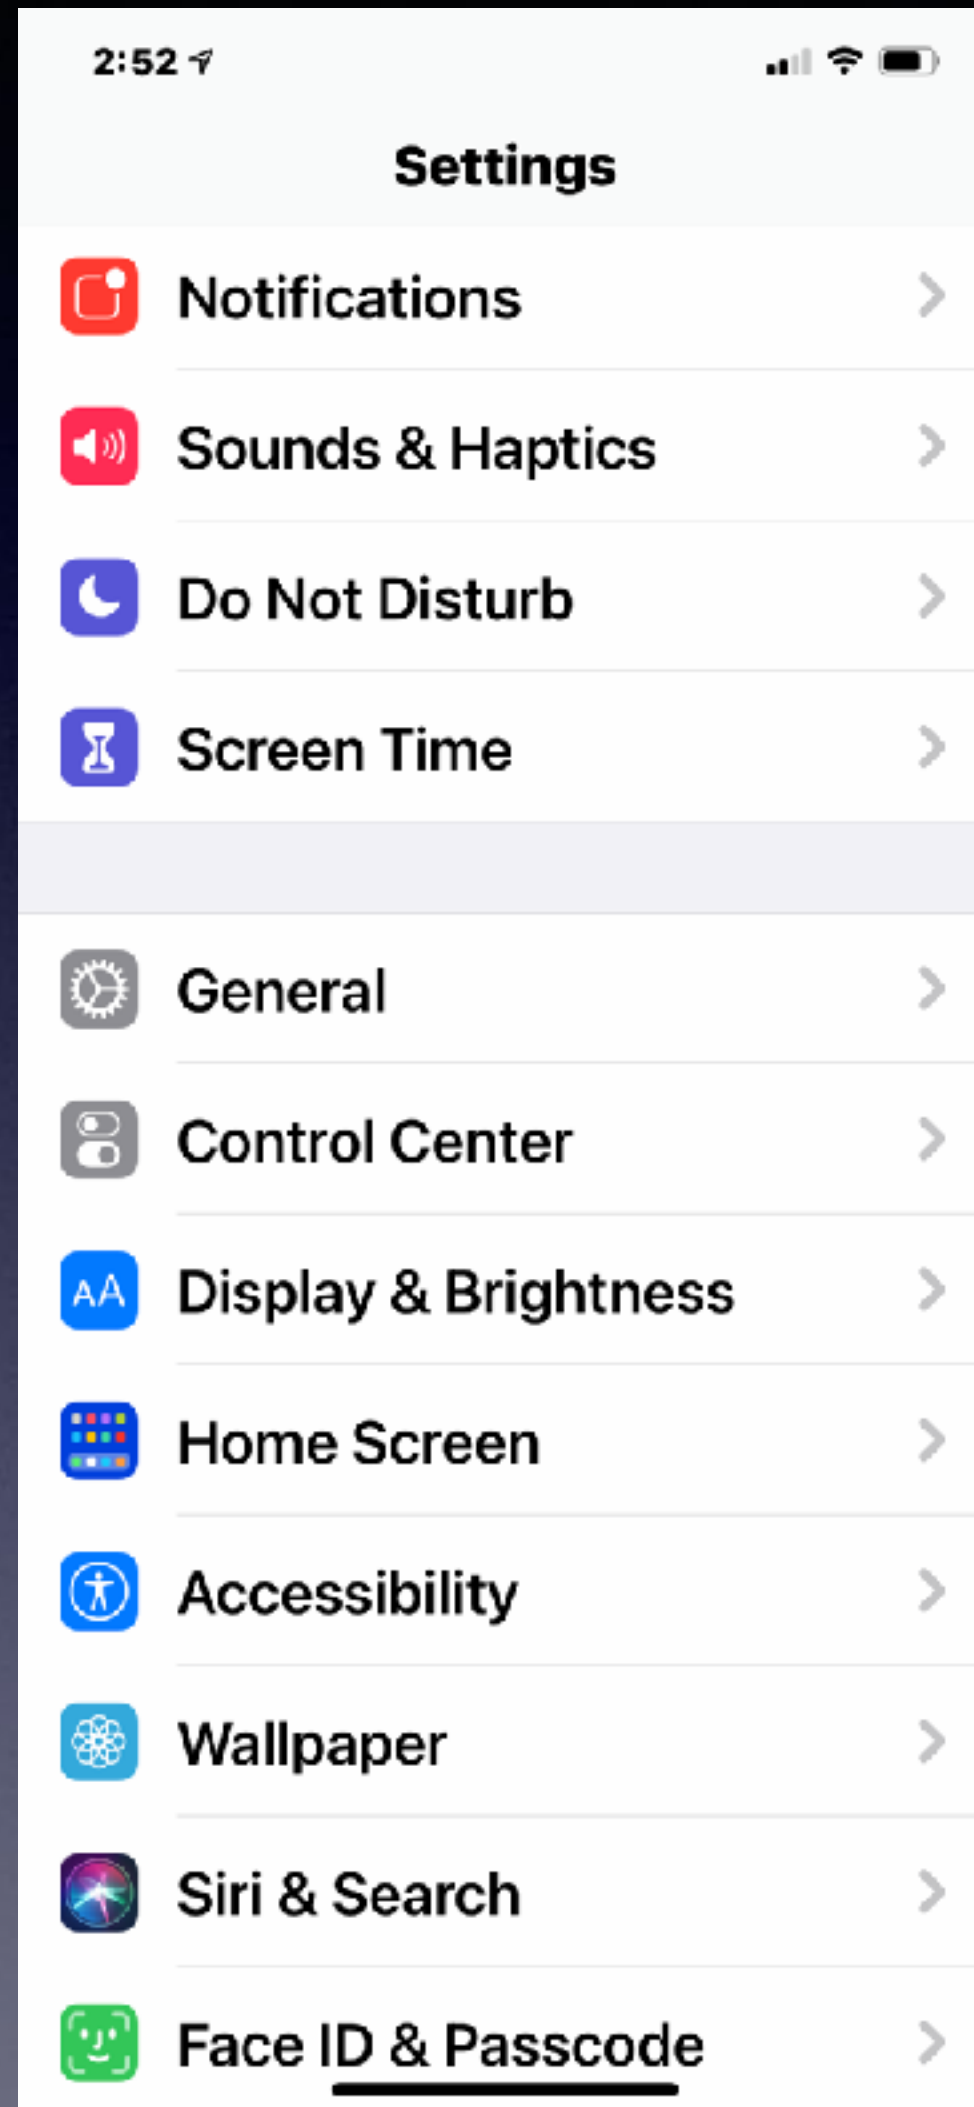 2:52
Settings
Notifications
Sounds & Haptics
Do Not Disturb
Screen Time
General
Control Center
AA Display & Brightness
Home Screen
Accessibility
Wallpaper
Siri & Search
Face ID & Passcode